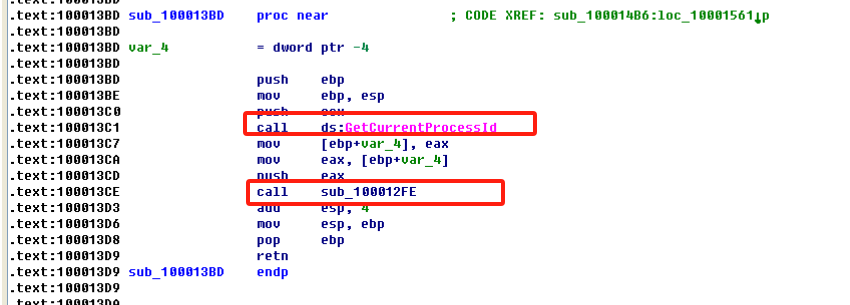 .text:100013BD
.text:100013BD sub_100013BD proc near ; CODE XREF: sub_100014B6:loc_10001561↓p
.text:100013BD
.text:100013BD var_4 = dword ptr -4
.text:100013BD
.text:100013BD push ebp
.text:100013BE mov ebp, esp
.text:100013C0 push ecx
.text:100013C1 call ds:GetCurrentProcessId
.text:100013C7 mov [ebp+var_4], eax
.text:100013CA mov eax, [ebp+var_4]
.text:100013CD push eax
.text:100013CE call sub_100012FE
.text:100013D3 add esp, 4
.text:100013D6 mov esp, ebp
.text:100013D8 pop ebp
.text:100013D9 retn
.text:100013D9 sub_100013BD endp
.text:100013D9
.text:100013DA